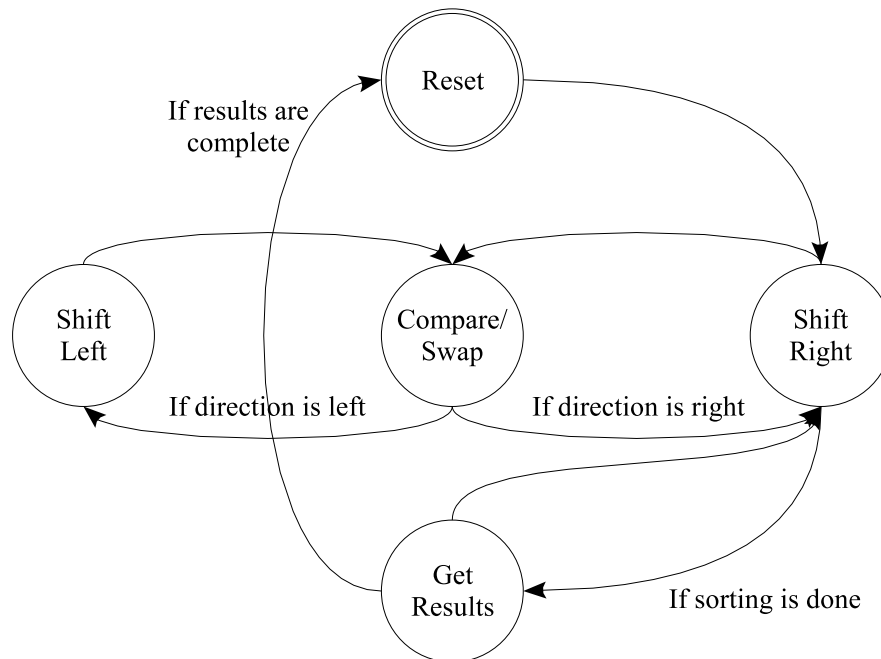 Reset
If results are
complete
Shift
Left
Compare/
Swap
Shift
Right
If direction is left
If direction is right
Get
Results
If sorting is done